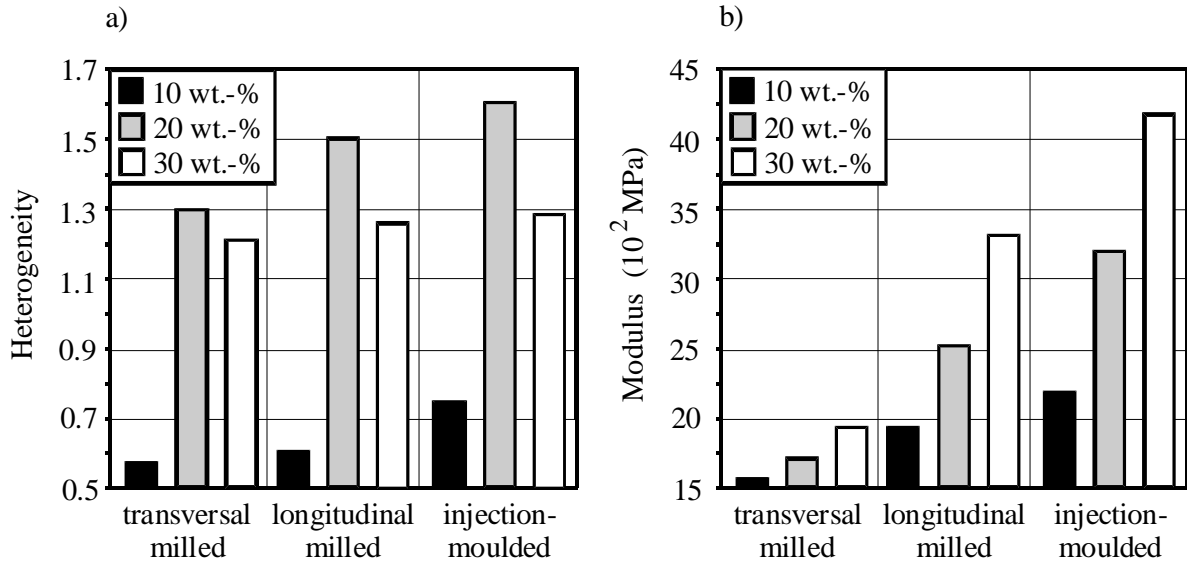 a)
Heterogeneity
1.7
1.5
1.3
1.1
0.9
0.7
0.5
10 wt.-%
20 wt.-%
30 wt.-%
transversal milled
longitudinal milled
injection-moulded
b)
Modulus (10² MPa)
45
40
35
30
25
20
15
10 wt.-%
20 wt.-%
30 wt.-%
transversal milled
longitudinal milled
injection-moulded